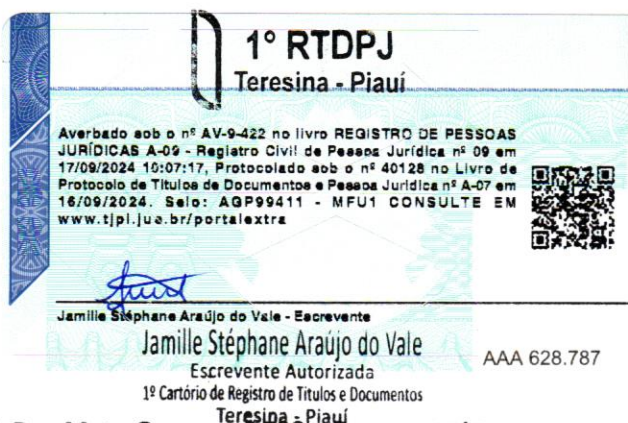 1º RTDPJ
Teresina - Piauí
Averbado sob o nº AV-9-422 no livro REGISTRO DE PESSOAS
JURÍDICAS A-09 - Registro Civil de Pessoa Jurídica nº 09 em
17/09/2024 10:07:17, Protocolado sob o nº 40128 no Livro de
Protocolo de Títulos de Documentos e Pessoa Jurídica nº A-07 em
16/09/2024. Selo: AGP99411 - MFU1 CONSULTE EM
www.tjpi.jus.br/portalextra
Jamille Stéphane Araújo do Vale - Escrevente
Jamille Stéphane Araújo do Vale
AAA 628.787
Escrevente Autorizada
1º Cartório de Registro de Títulos e Documentos
Teresina - Piauí